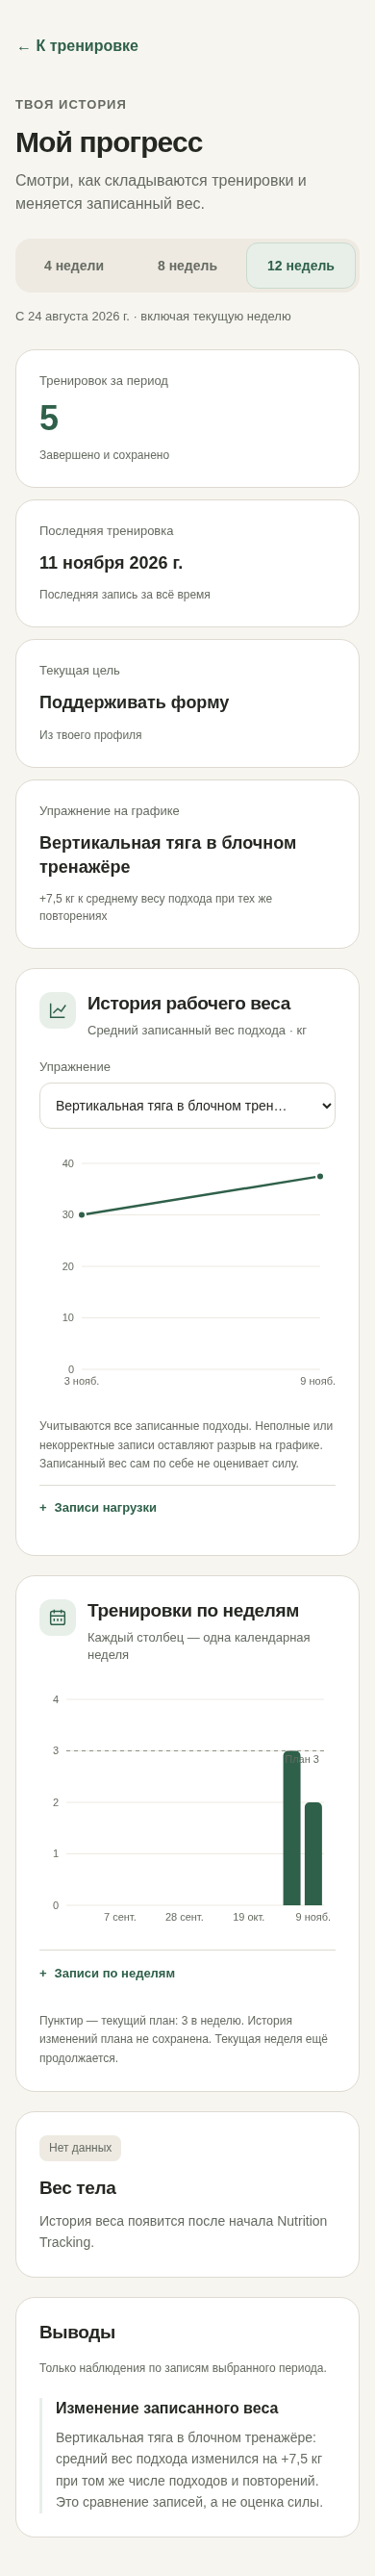 ← К тренировке
ТВОЯ ИСТОРИЯ
Мой прогресс
Смотри, как складываются тренировки и
меняется записанный вес.
4 недели
8 недель
12 недель
С 24 августа 2026 г. · включая текущую неделю
Тренировок за период
5
Завершено и сохранено
Последняя тренировка
11 ноября 2026 г.
Последняя запись за всё время
Текущая цель
Поддерживать форму
Из твоего профиля
Упражнение на графике
Вертикальная тяга в блочном
тренажёре
+7,5 кг к среднему весу подхода при тех же
повторениях
История рабочего веса
Средний записанный вес подхода · кг
Упражнение
Вертикальная тяга в блочном трен…
40
30
20
10
0
3 нояб.
9 нояб.
Учитываются все записанные подходы. Неполные или
некорректные записи оставляют разрыв на графике.
Записанный вес сам по себе не оценивает силу.
+ Записи нагрузки
Тренировки по неделям
Каждый столбец — одна календарная
неделя
4
3
План 3
2
1
0
7 сент.
28 сент.
19 окт.
9 нояб.
+ Записи по неделям
Пунктир — текущий план: 3 в неделю. История
изменений плана не сохранена. Текущая неделя ещё
продолжается.
Нет данных
Вес тела
История веса появится после начала Nutrition
Tracking.
Выводы
Только наблюдения по записям выбранного периода.
Изменение записанного веса
Вертикальная тяга в блочном тренажёре:
средний вес подхода изменился на +7,5 кг
при том же числе подходов и повторений.
Это сравнение записей, а не оценка силы.